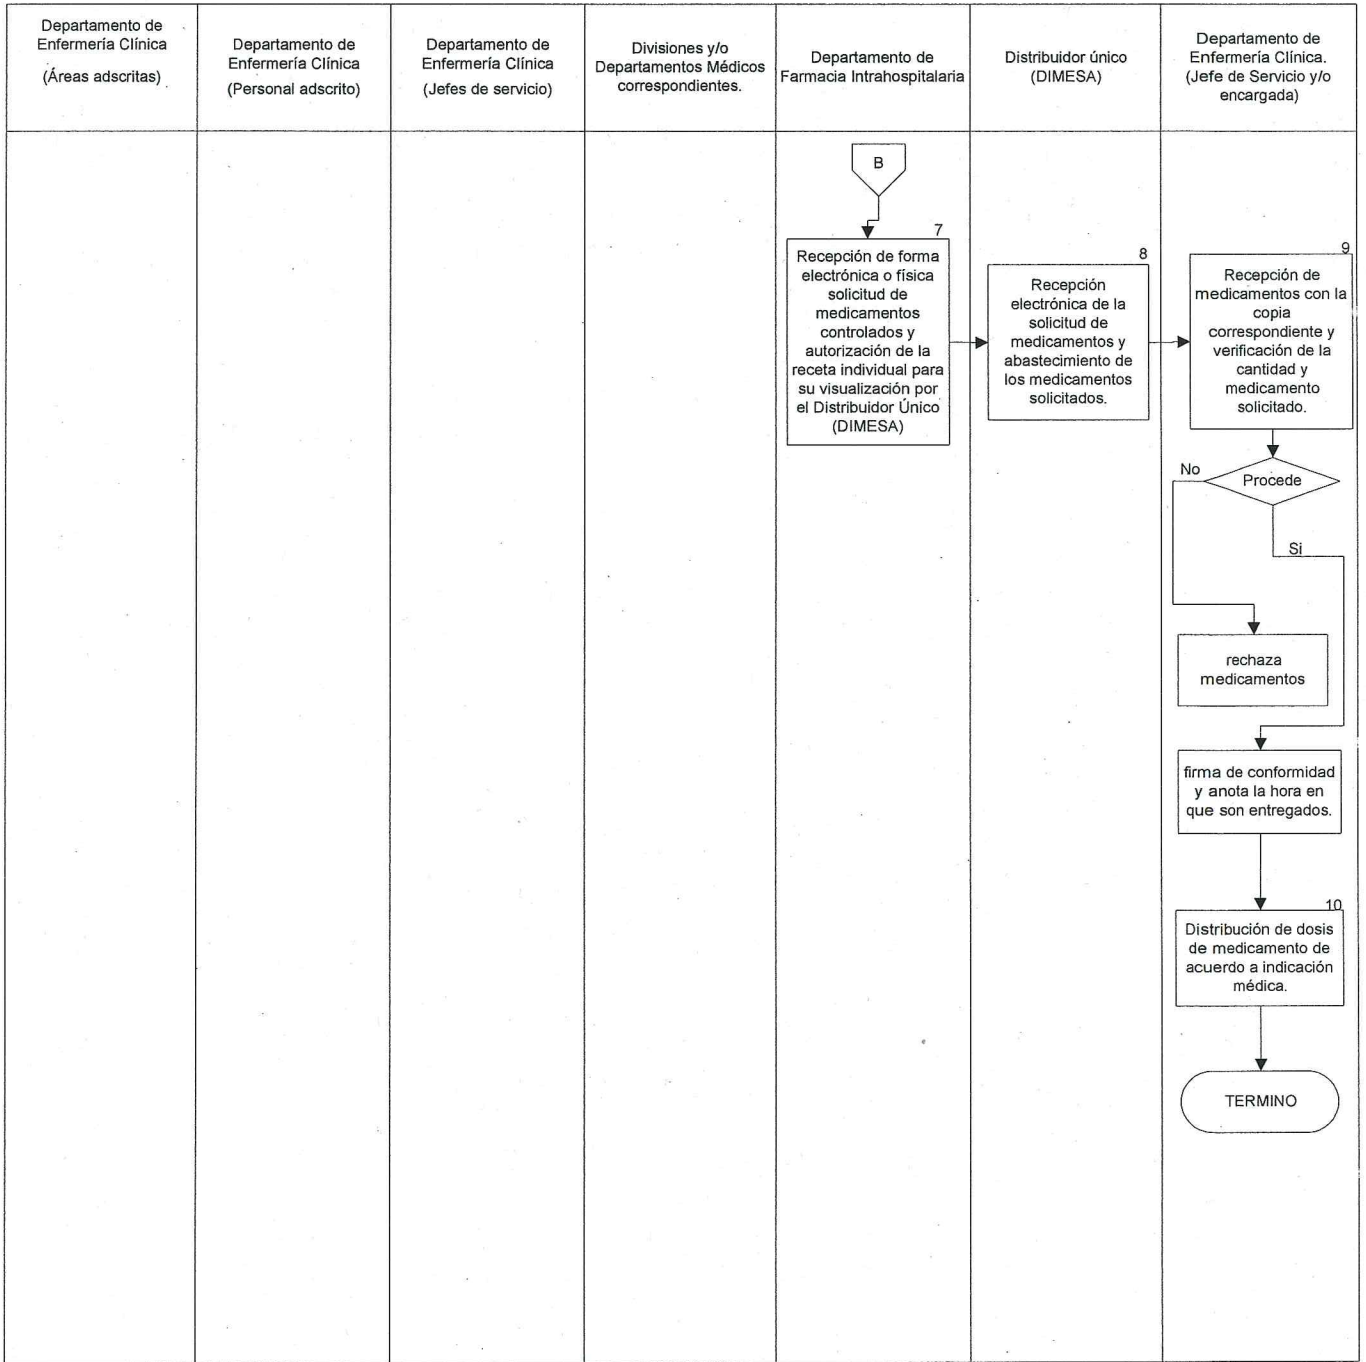 Departamento de
Enfermería Clínica
(Áreas adscritas)
Departamento de
Enfermería Clínica
(Personal adscrito)
Departamento de
Enfermería Clínica
(Jefes de servicio)
Divisiones y/o
Departamentos Médicos
correspondientes.
Departamento de
Farmacia Intrahospitalaria
Distribuidor único
(DIMESA)
Departamento de
Enfermería Clínica.
(Jefe de Servicio y/o
encargada)
B
7
Recepción de forma
electrónica o física
solicitud de
medicamentos
controlados y
autorización de la
receta individual para
su visualización por
el Distribuidor Único
(DIMESA)
8
Recepción
electrónica de la
solicitud de
medicamentos y
abastecimiento de
los medicamentos
solicitados.
9
Recepción de
medicamentos con la
copia
correspondiente y
verificación de la
cantidad y
medicamento
solicitado.
No
Procede
Si
rechaza
medicamentos
firma de conformidad
y anota la hora en
que son entregados.
10
Distribución de dosis
de medicamento de
acuerdo a indicación
médica.
TERMINO